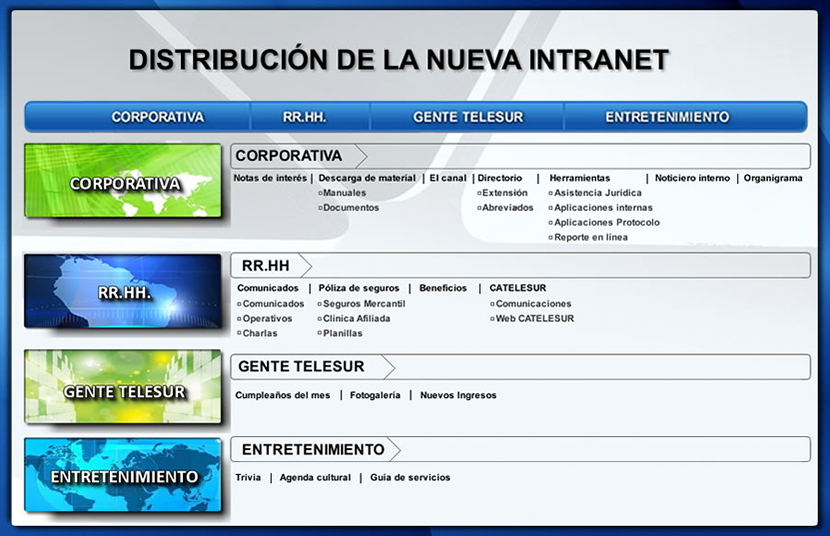 DISTRIBUCIÓN DE LA NUEVA INTRANET
CORPORATIVA RR.HH. GENTE TELESUR ENTRETENIMIENTO
CORPORATIVA
CORPORATIVA
Notas de interés | Descarga de material | El canal | Directorio | Herramientas | Noticiero interno | Organigrama
▫Manuales ▫Extensión ▫Asistencia Jurídica
▫Documentos ▫Abreviados ▫Aplicaciones internas
▫Aplicaciones Protocolo
▫Reporte en línea
RR.HH.
RR.HH
Comunicados | Póliza de seguros | Beneficios | CATELESUR
▫Comunicados ▫Seguros Mercantil ▫Comunicaciones
▫Operativos ▫Clinica Afiliada ▫Web CATELESUR
▫Charlas ▫Planillas
GENTE TELESUR
GENTE TELESUR
Cumpleaños del mes | Fotogalería | Nuevos Ingresos
ENTRETENIMIENTO
ENTRETENIMIENTO
Trivia | Agenda cultural | Guía de servicios